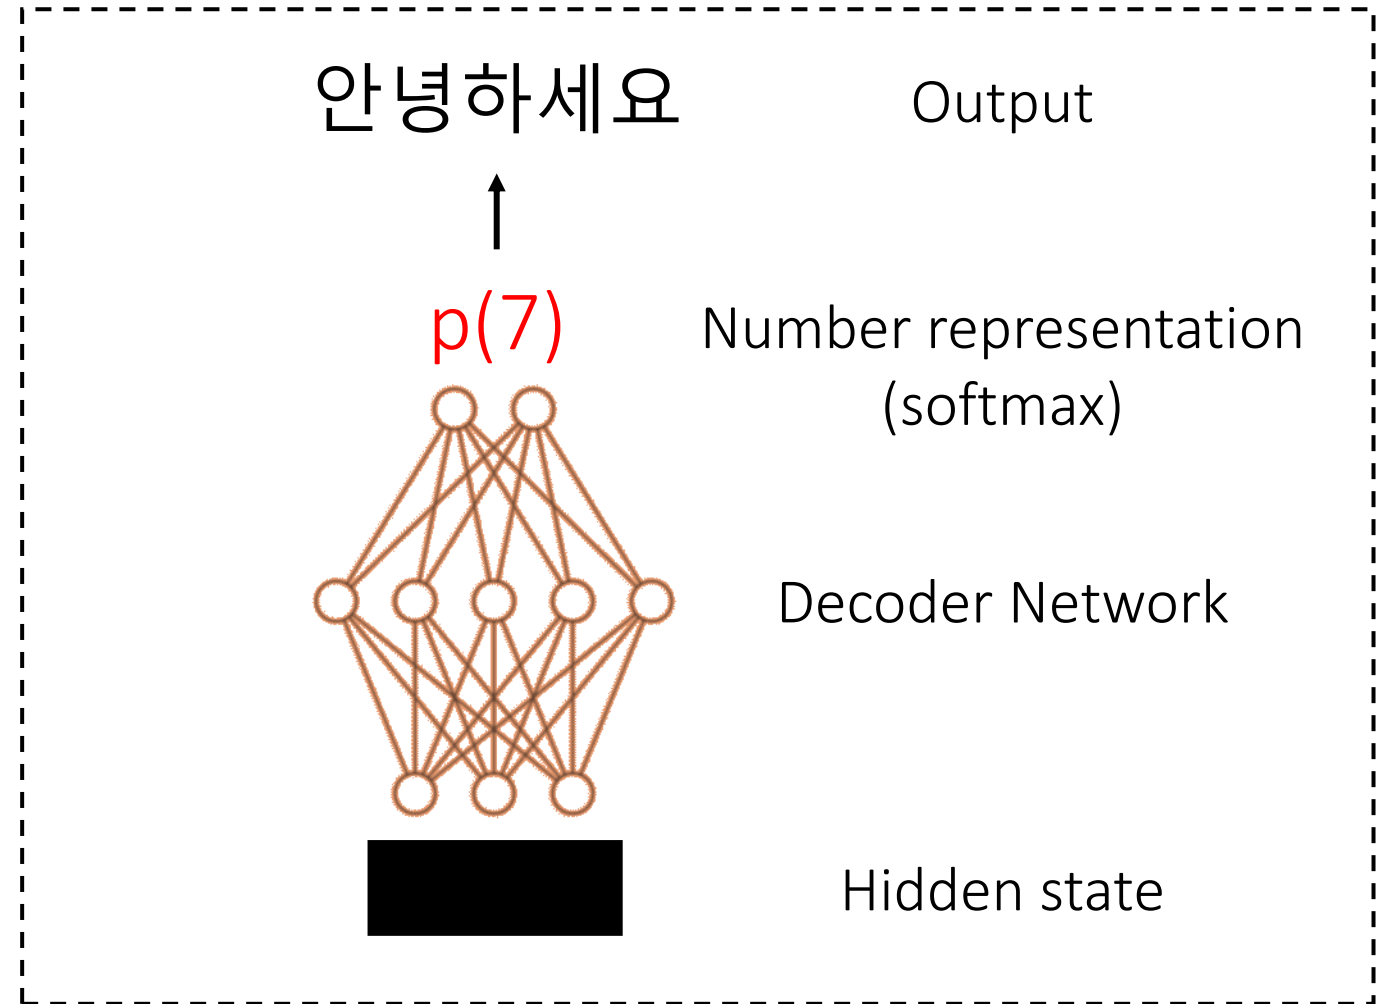 안녕하세요 Output
p(7) Number representation
(softmax)
Decoder Network
Hidden state